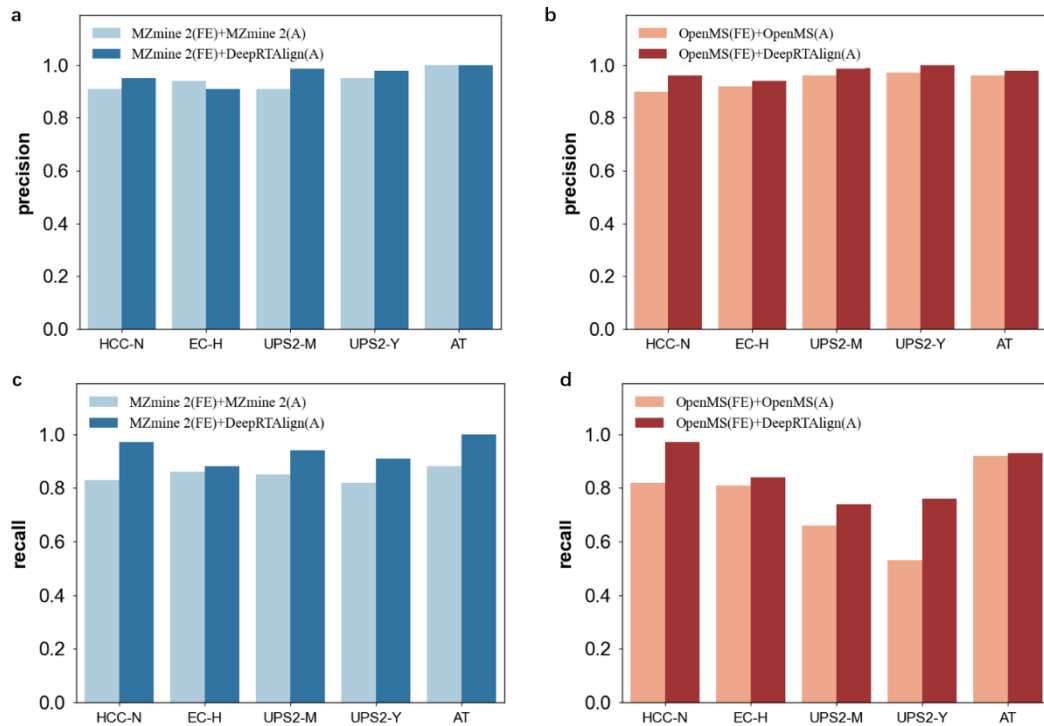 a
MZmine 2(FE)+MZmine 2(A)
MZmine 2(FE)+DeepRTAlign(A)
precision
1.0
0.8
0.6
0.4
0.2
0.0
HCC-N EC-H UPS2-M UPS2-Y AT
b
OpenMS(FE)+OpenMS(A)
OpenMS(FE)+DeepRTAlign(A)
precision
1.0
0.8
0.6
0.4
0.2
0.0
HCC-N EC-H UPS2-M UPS2-Y AT
c
MZmine 2(FE)+MZmine 2(A)
MZmine 2(FE)+DeepRTAlign(A)
recall
1.0
0.8
0.6
0.4
0.2
0.0
HCC-N EC-H UPS2-M UPS2-Y AT
d
OpenMS(FE)+OpenMS(A)
OpenMS(FE)+DeepRTAlign(A)
recall
1.0
0.8
0.6
0.4
0.2
0.0
HCC-N EC-H UPS2-M UPS2-Y AT